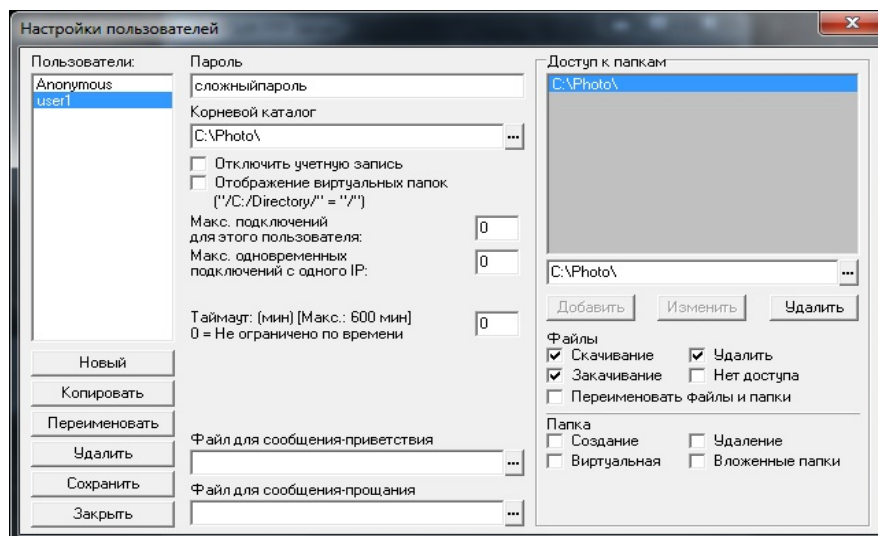 Настройки пользователей
Пользователи:
Anonymous
user1
Новый
Копировать
Переименовать
Удалить
Сохранить
Закрыть
Пароль
сложныйпароль
Корневой каталог
C:\Photo\
...
Отключить учетную запись
Отображение виртуальных папок
("/C:/Directory/" = "/")
Макс. подключений
для этого пользователя:
0
Макс. одновременных
подключений с одного IP:
0
Таймаут: (мин) [Макс.: 600 мин]
0 = Не ограничено по времени
0
Файл для сообщения-приветствия
...
Файл для сообщения-прощания
...
Доступ к папкам
C:\Photo\
C:\Photo\
...
Добавить Изменить Удалить
Файлы
Скачивание Удалить
Закачивание Нет доступа
Переименовать файлы и папки
Папка
Создание Удаление
Виртуальная Вложенные папки